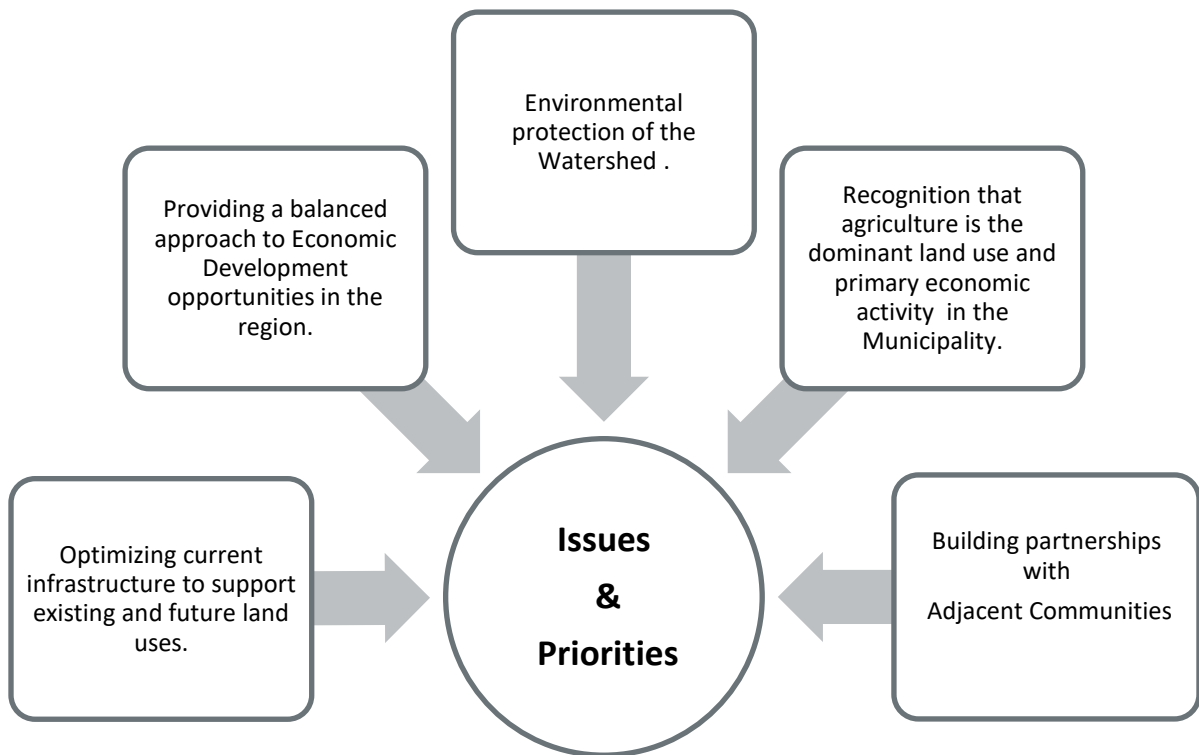 Environmental
protection of the
Watershed .
Providing a balanced
approach to Economic
Development
opportunities in the
region.
Recognition that
agriculture is the
dominant land use and
primary economic
activity  in the
Municipality.
Optimizing current
infrastructure to support
existing and future land
uses.
Issues
&
Priorities
Building partnerships
with
Adjacent Communities